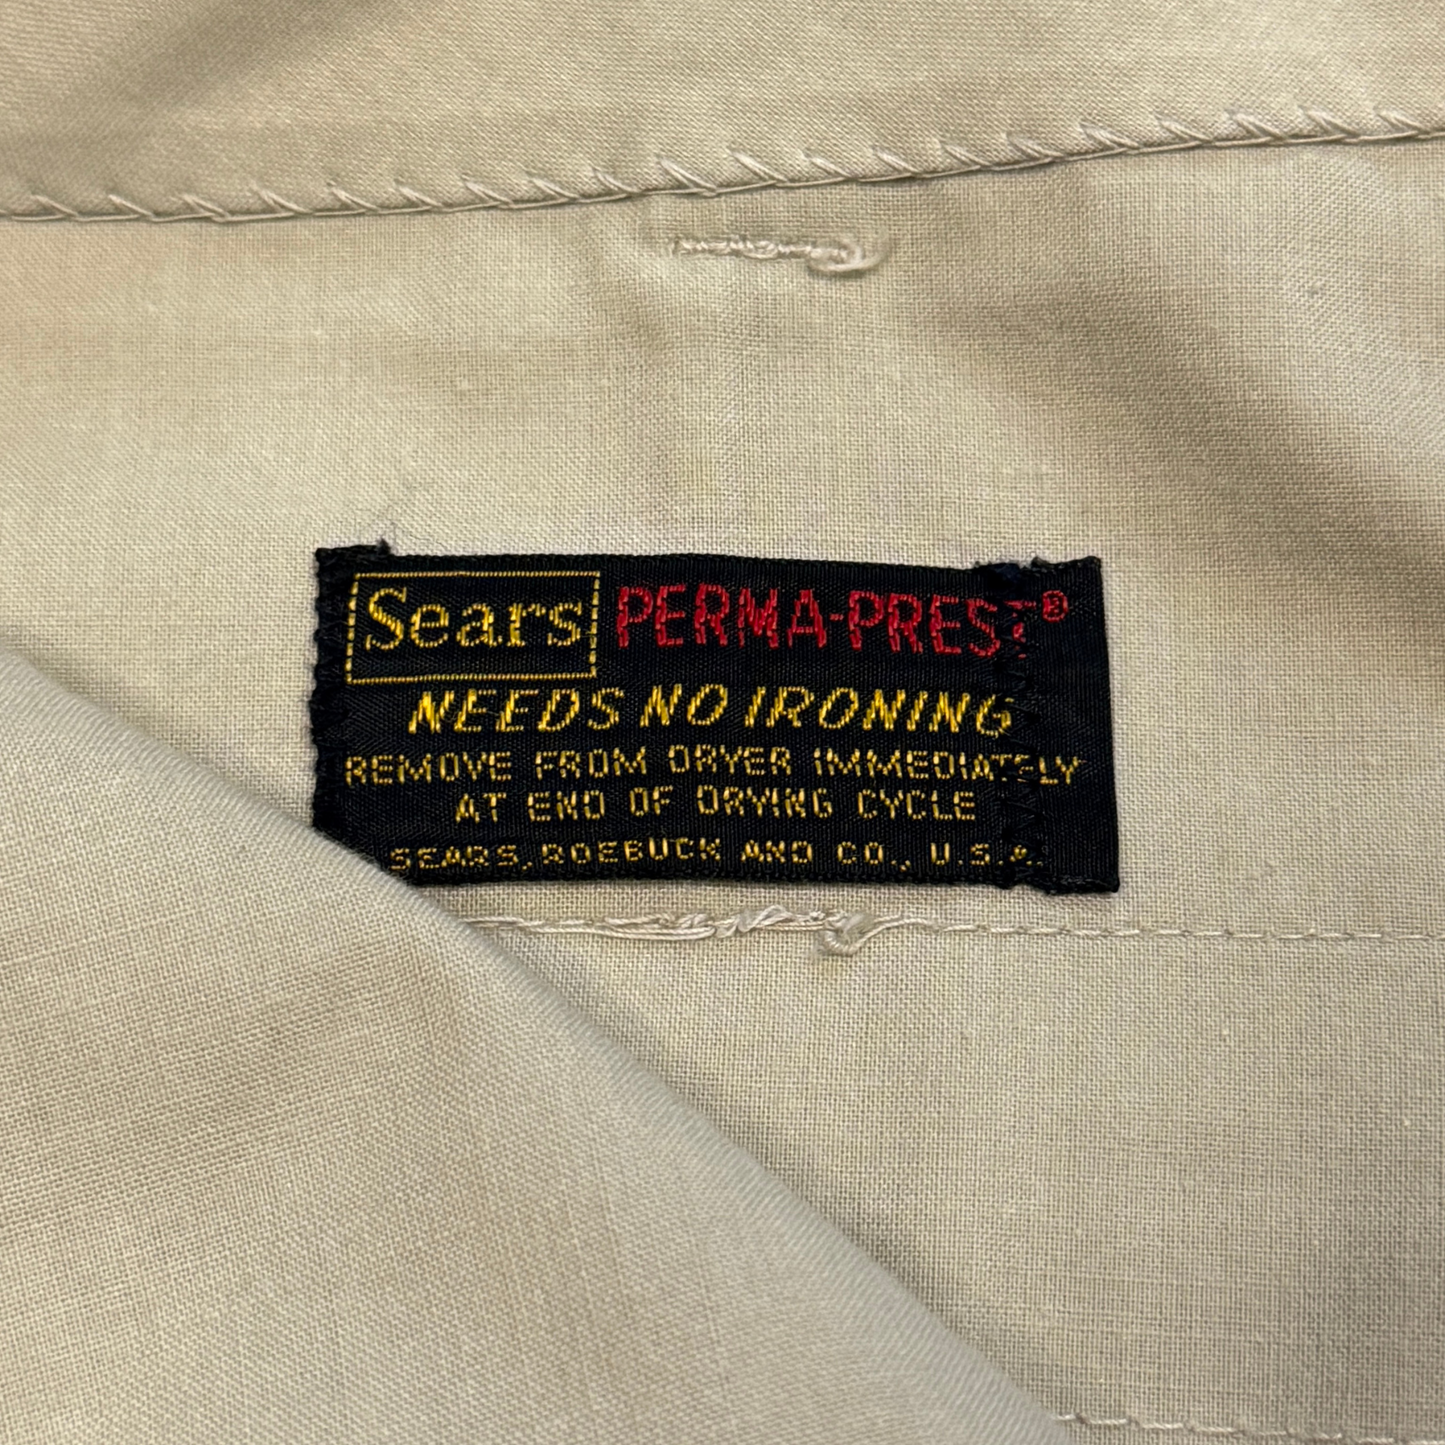 Sears PERMA-PREST®
NEEDS NO IRONING
REMOVE FROM DRYER IMMEDIATELY
AT END OF DRYING CYCLE
SEARS, ROEBUCK AND CO., U.S.A.